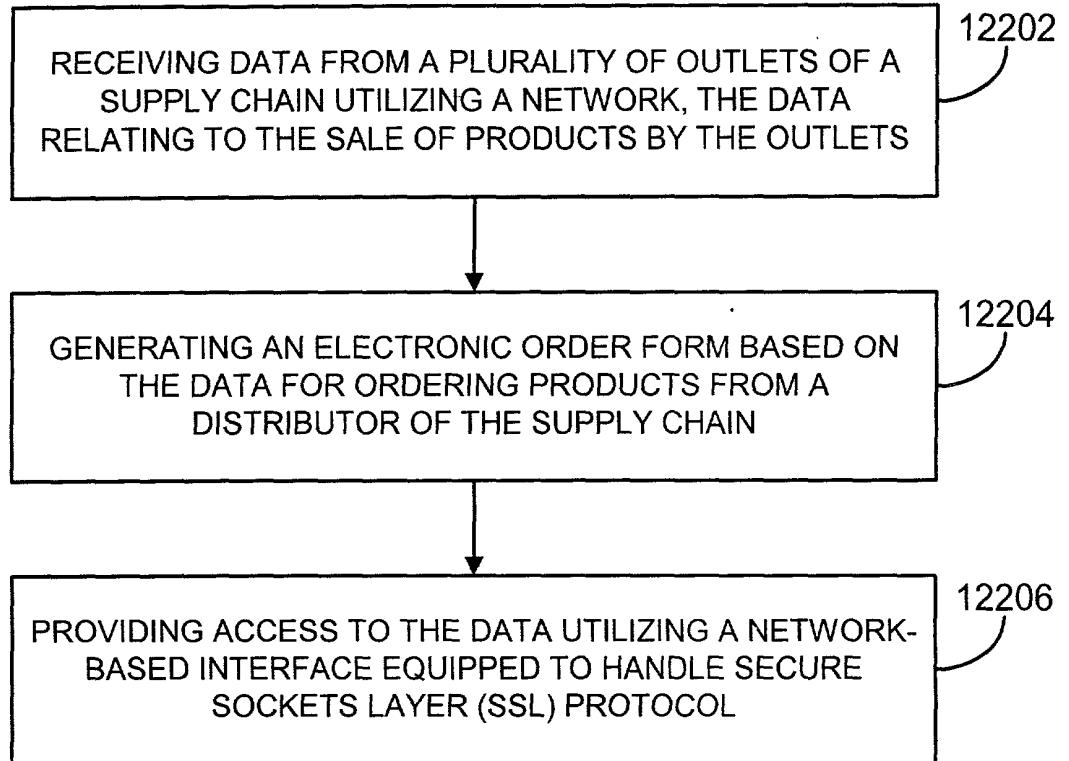 12202
RECEIVING DATA FROM A PLURALITY OF OUTLETS OF A
SUPPLY CHAIN UTILIZING A NETWORK, THE DATA
RELATING TO THE SALE OF PRODUCTS BY THE OUTLETS
12204
GENERATING AN ELECTRONIC ORDER FORM BASED ON
THE DATA FOR ORDERING PRODUCTS FROM A
DISTRIBUTOR OF THE SUPPLY CHAIN
12206
PROVIDING ACCESS TO THE DATA UTILIZING A NETWORK-
BASED INTERFACE EQUIPPED TO HANDLE SECURE
SOCKETS LAYER (SSL) PROTOCOL